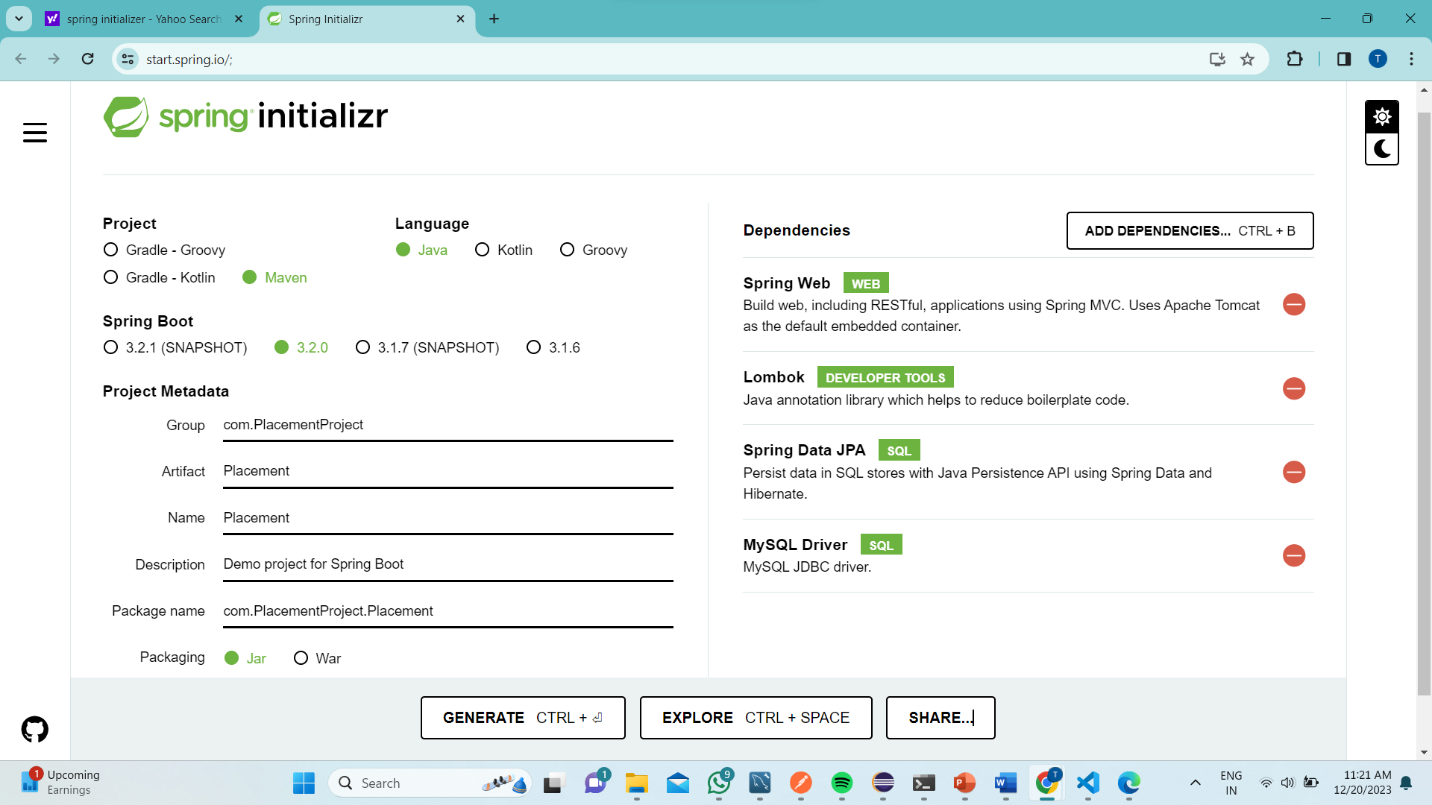 spring initializer - Yahoo Search
Spring Initializr
start.spring.io/;
T
spring initializr
Project
Gradle - Groovy
Gradle - Kotlin
Maven
Language
Java
Kotlin
Groovy
Spring Boot
3.2.1 (SNAPSHOT)
3.2.0
3.1.7 (SNAPSHOT)
3.1.6
Project Metadata
Group com.PlacementProject
Artifact Placement
Name Placement
Description Demo project for Spring Boot
Package name com.PlacementProject.Placement
Packaging Jar War
Dependencies
ADD DEPENDENCIES... CTRL + B
Spring Web WEB
Build web, including RESTful, applications using Spring MVC. Uses Apache Tomcat
as the default embedded container.
Lombok DEVELOPER TOOLS
Java annotation library which helps to reduce boilerplate code.
Spring Data JPA SQL
Persist data in SQL stores with Java Persistence API using Spring Data and
Hibernate.
MySQL Driver SQL
MySQL JDBC driver.
GENERATE CTRL + ⏎
EXPLORE CTRL + SPACE
SHARE...
1
Upcoming
Earnings
Search
1
9
T
ENG
IN
11:21 AM
12/20/2023